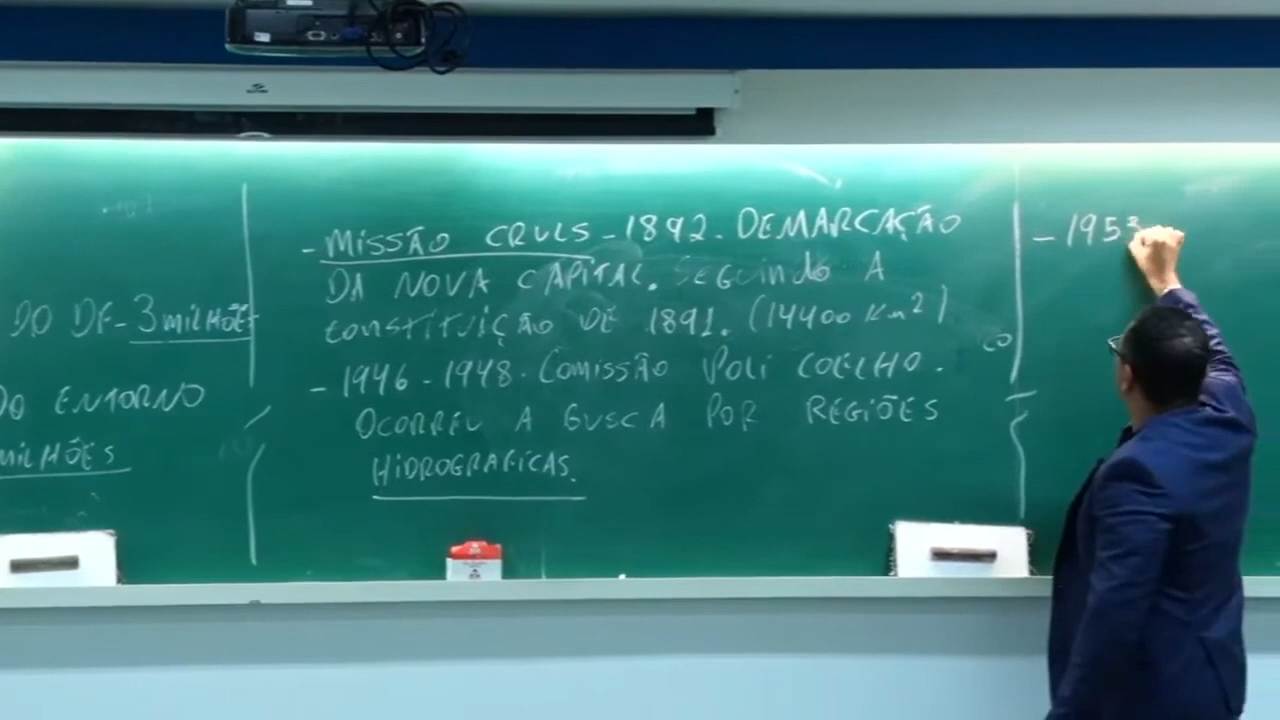 DO DF - 3 MILHÕES
DO ENTORNO
MILHÕES
- MISSÃO CRULS - 1892. DEMARCAÇÃO
DA NOVA CAPITAL. SEGUINDO A
CONSTITUIÇÃO DE 1891. (14400 Km²)
- 1946 - 1948. COMISSÃO POLI COELHO.
OCORREU A BUSCA POR REGIÕES
HIDROGRAFICAS.
- 1953